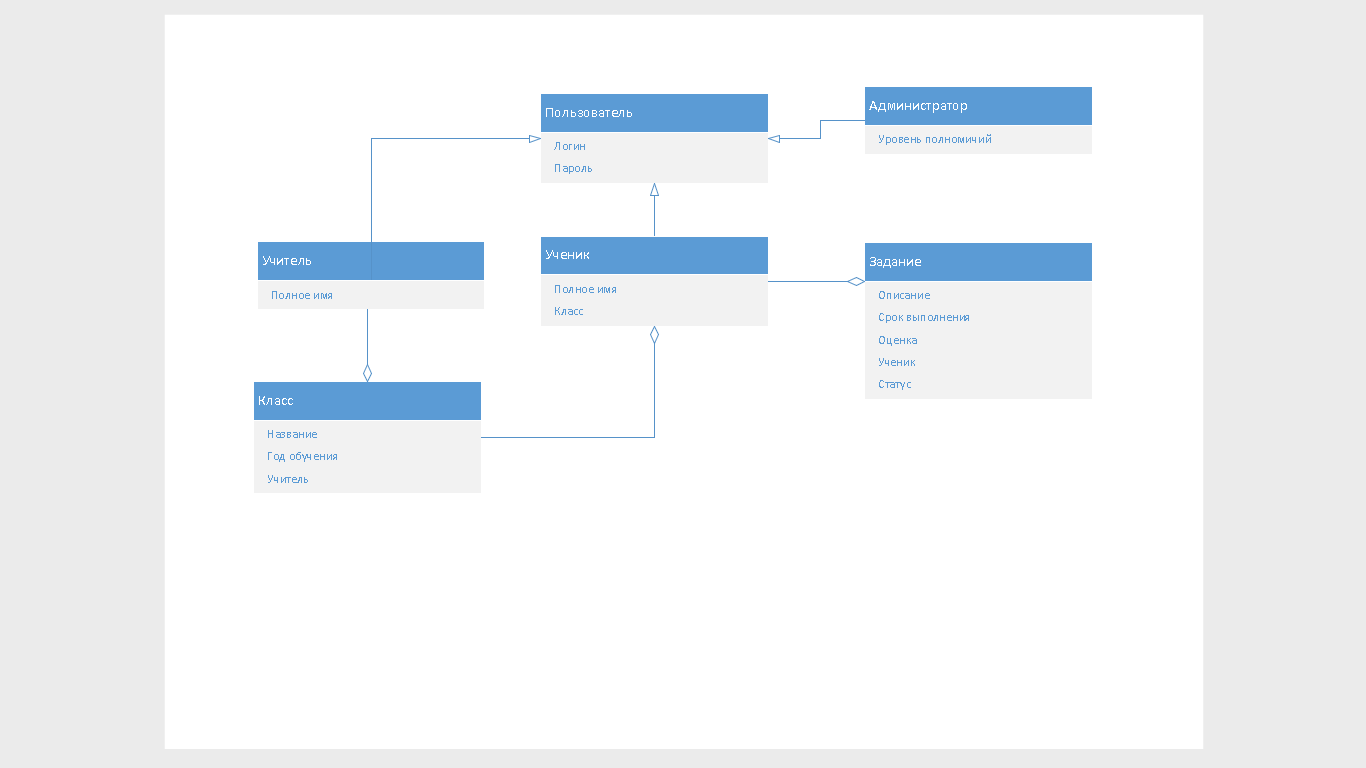 Пользователь
Логин
Пароль
Администратор
Уровень полномичий
Учитель
Полное имя
Ученик
Полное имя
Класс
Задание
Описание
Срок выполнения
Оценка
Ученик
Статус
Класс
Название
Год обучения
Учитель